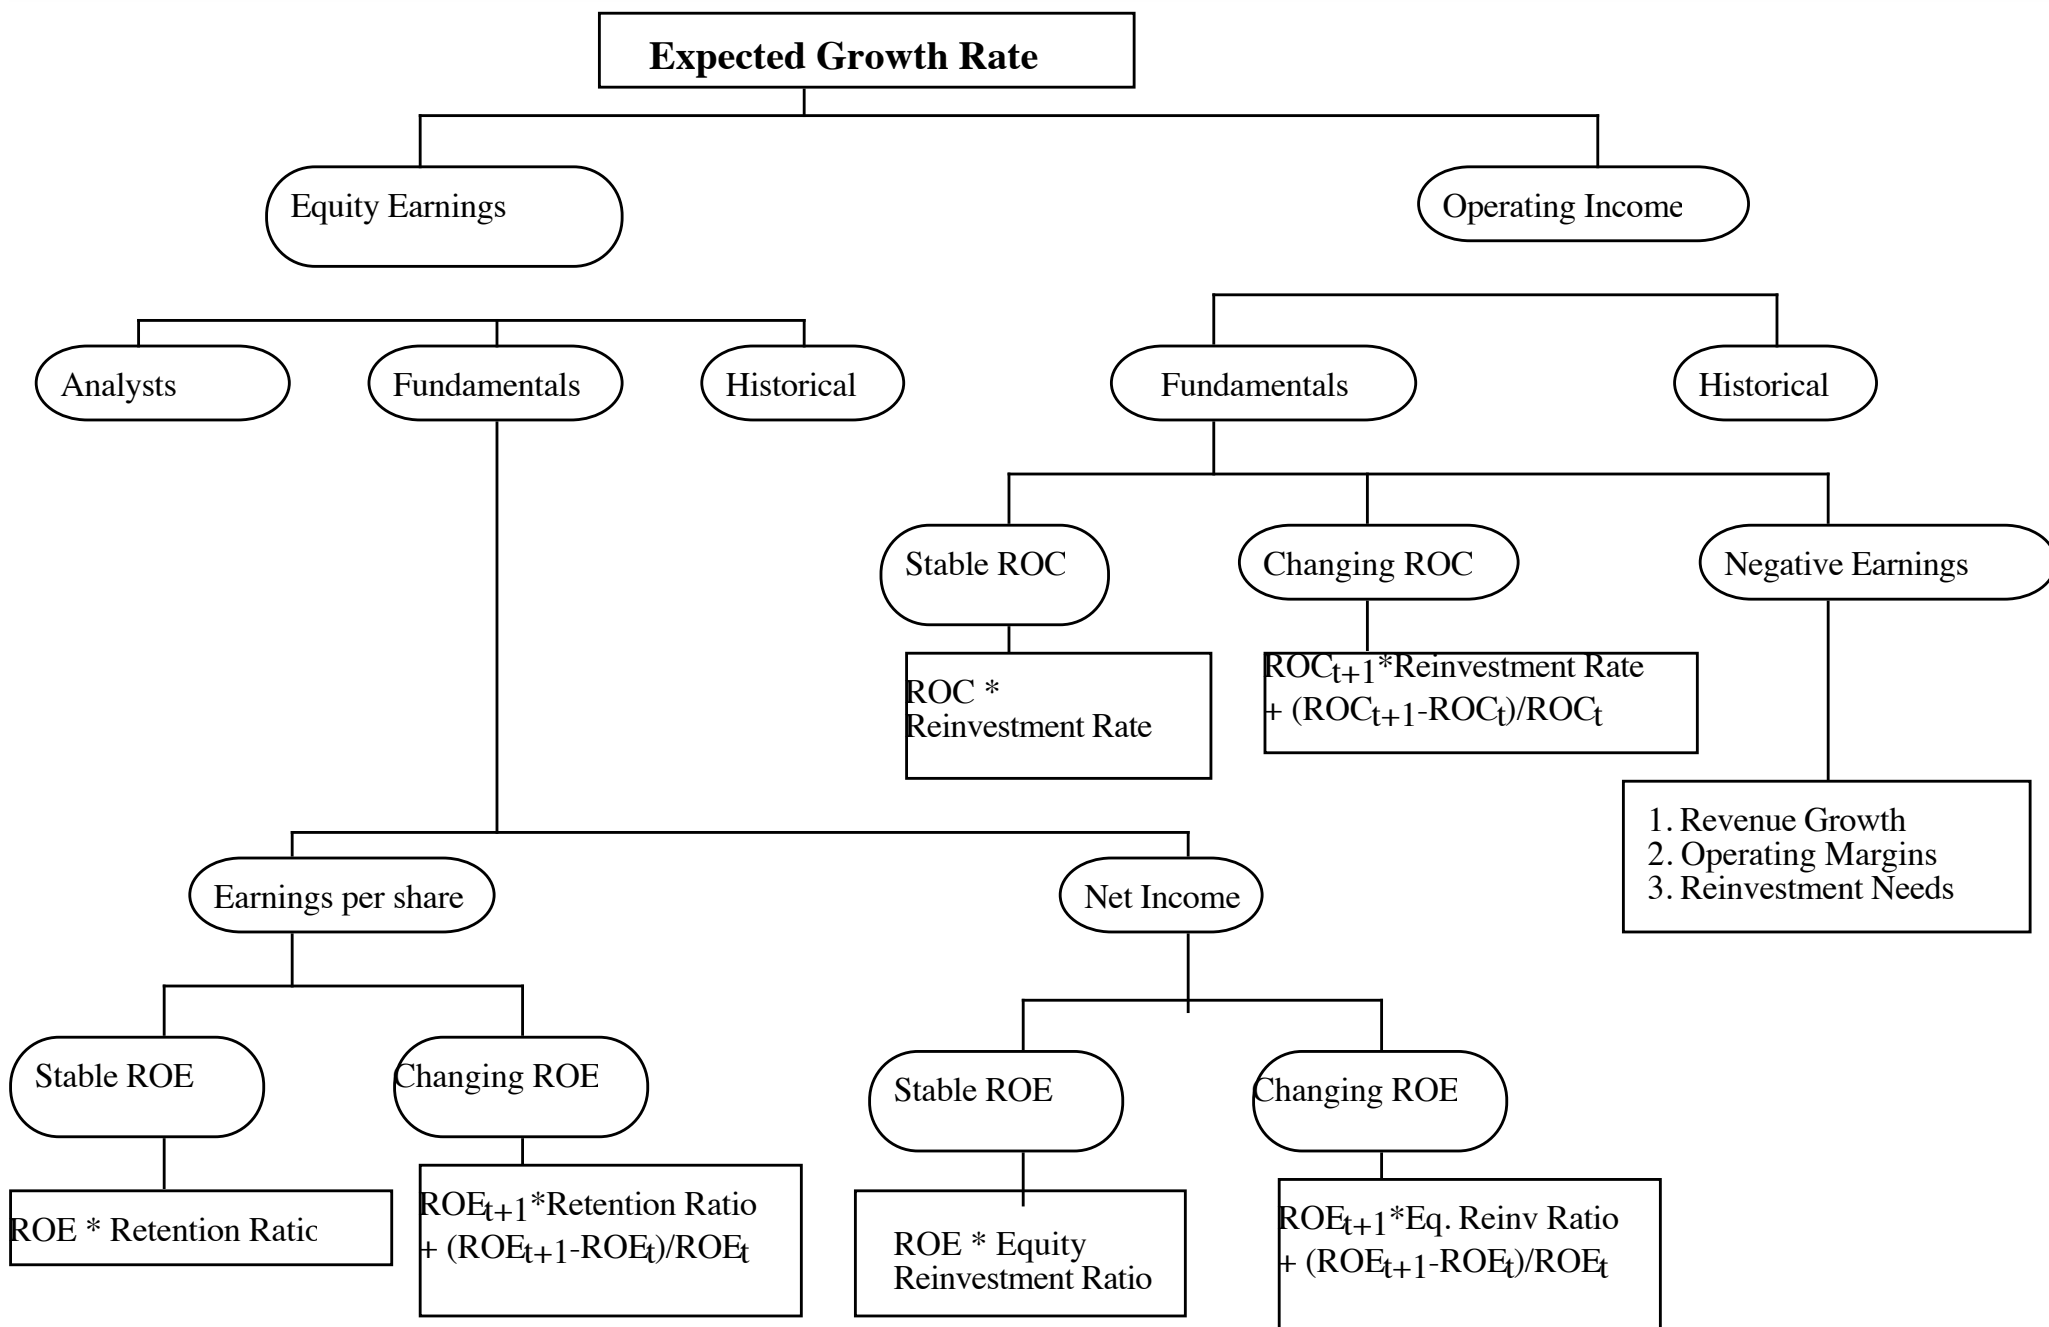 Expected Growth Rate
Equity Earnings
Operating Income
Analysts
Fundamentals
Historical
Fundamentals
Historical
Stable ROC
Changing ROC
Negative Earnings
ROC *
Reinvestment Rate
ROCt+1*Reinvestment Rate
+ (ROCt+1-ROCt)/ROCt
1. Revenue Growth
2. Operating Margins
3. Reinvestment Needs
Earnings per share
Net Income
Stable ROE
Changing ROE
Stable ROE
Changing ROE
ROE * Retention Ratio
ROEt+1*Retention Ratio
+ (ROEt+1-ROEt)/ROEt
ROE * Equity
Reinvestment Ratio
ROEt+1*Eq. Reinv Ratio
+ (ROEt+1-ROEt)/ROEt